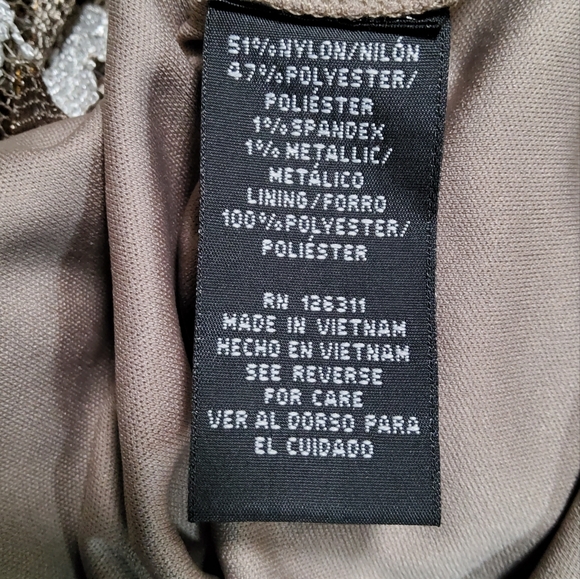 51% NYLON/NILÓN
47% POLYESTER/
POLIÉSTER
1% SPANDEX
1% METALLIC/
METÁLICO
LINING/FORRO
100% POLYESTER/
POLIÉSTER
RN 126311
MADE IN VIETNAM
HECHO EN VIETNAM
SEE REVERSE
FOR CARE
VER AL DORSO PARA
EL CUIDADO